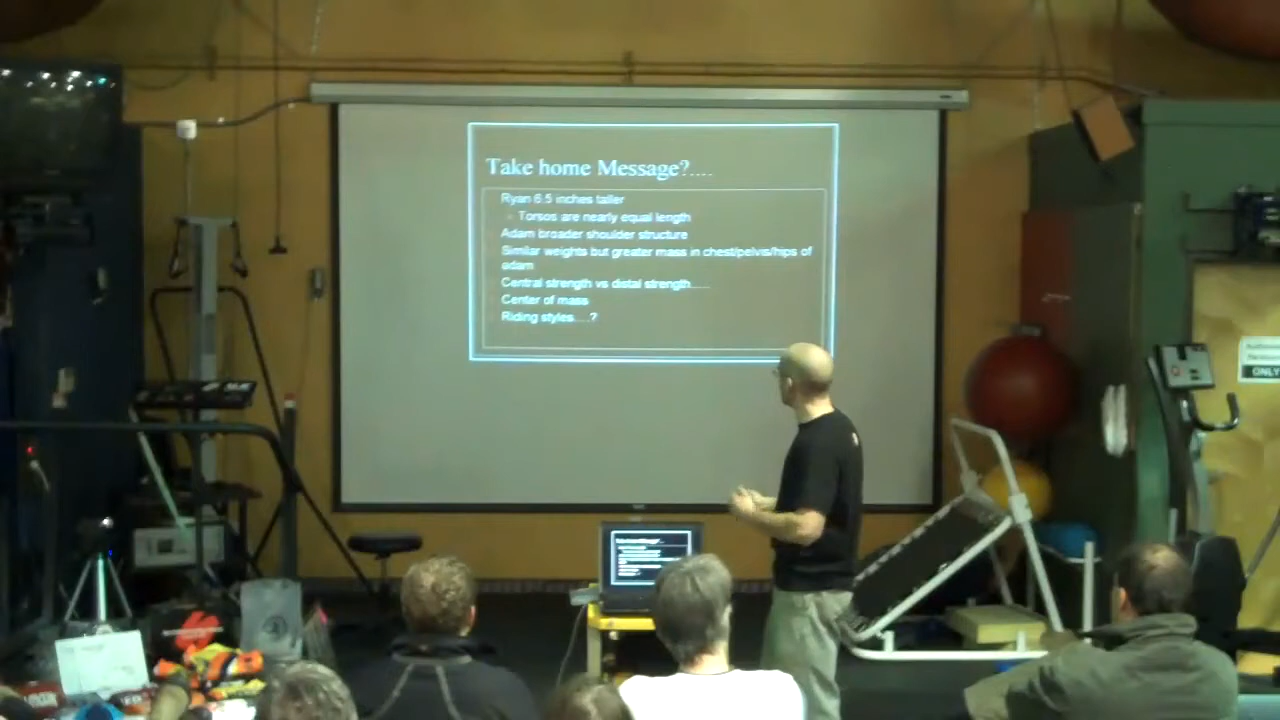 Take home Message?....
Ryan 6.5 inches taller
Torsos are nearly equal length
Adam broader shoulder structure
Similar weights but greater mass in chest/pelvis/hips of
adam
Central strength vs distal strength.....
Center of mass
Riding styles....?
ONLY